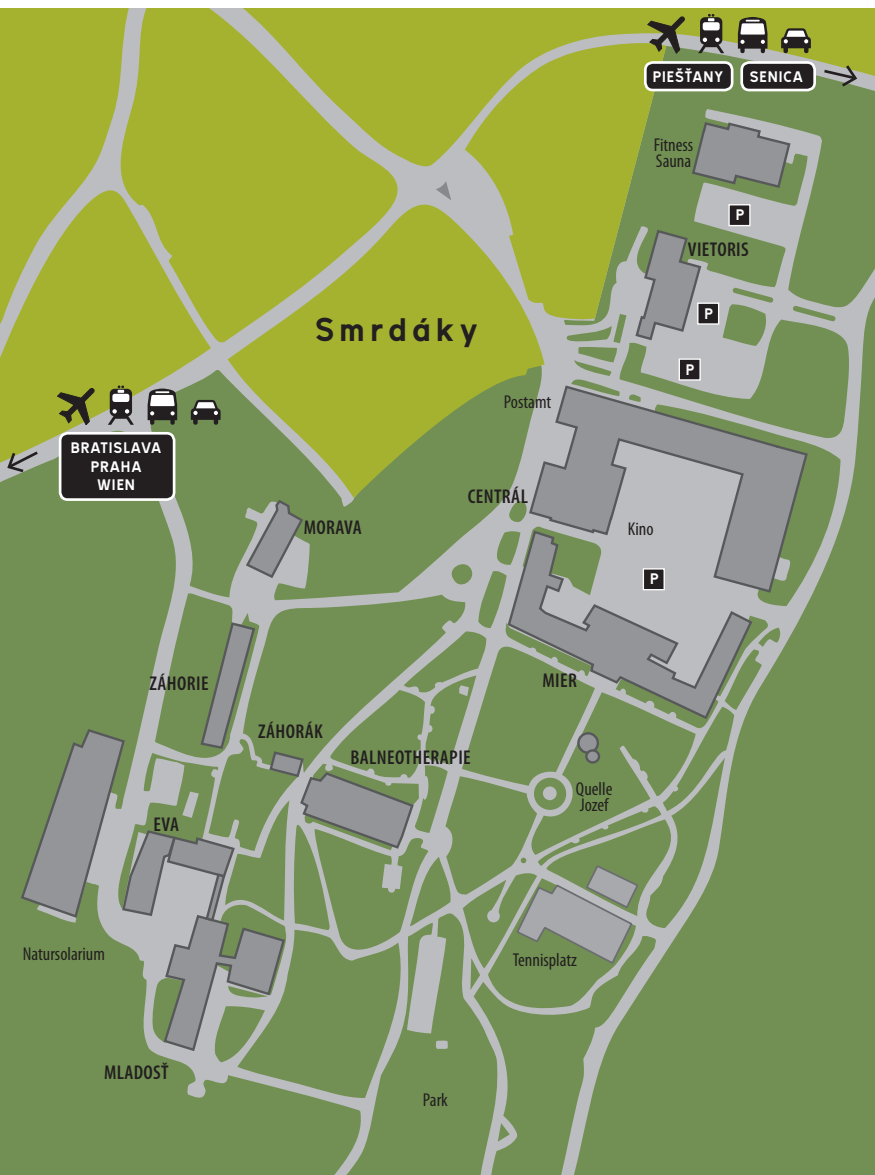 PIEŠŤANY
SENICA
Fitness
Sauna
P
VIETORIS
P
Smrdáky
P
Postamt
BRATISLAVA
PRAHA
WIEN
CENTRÁL
MORAVA
Kino
P
ZÁHORIE
MIER
ZÁHORÁK
BALNEOTHERAPIE
Quelle
Jozef
EVA
Natursolarium
Tennisplatz
MLADOSŤ
Park